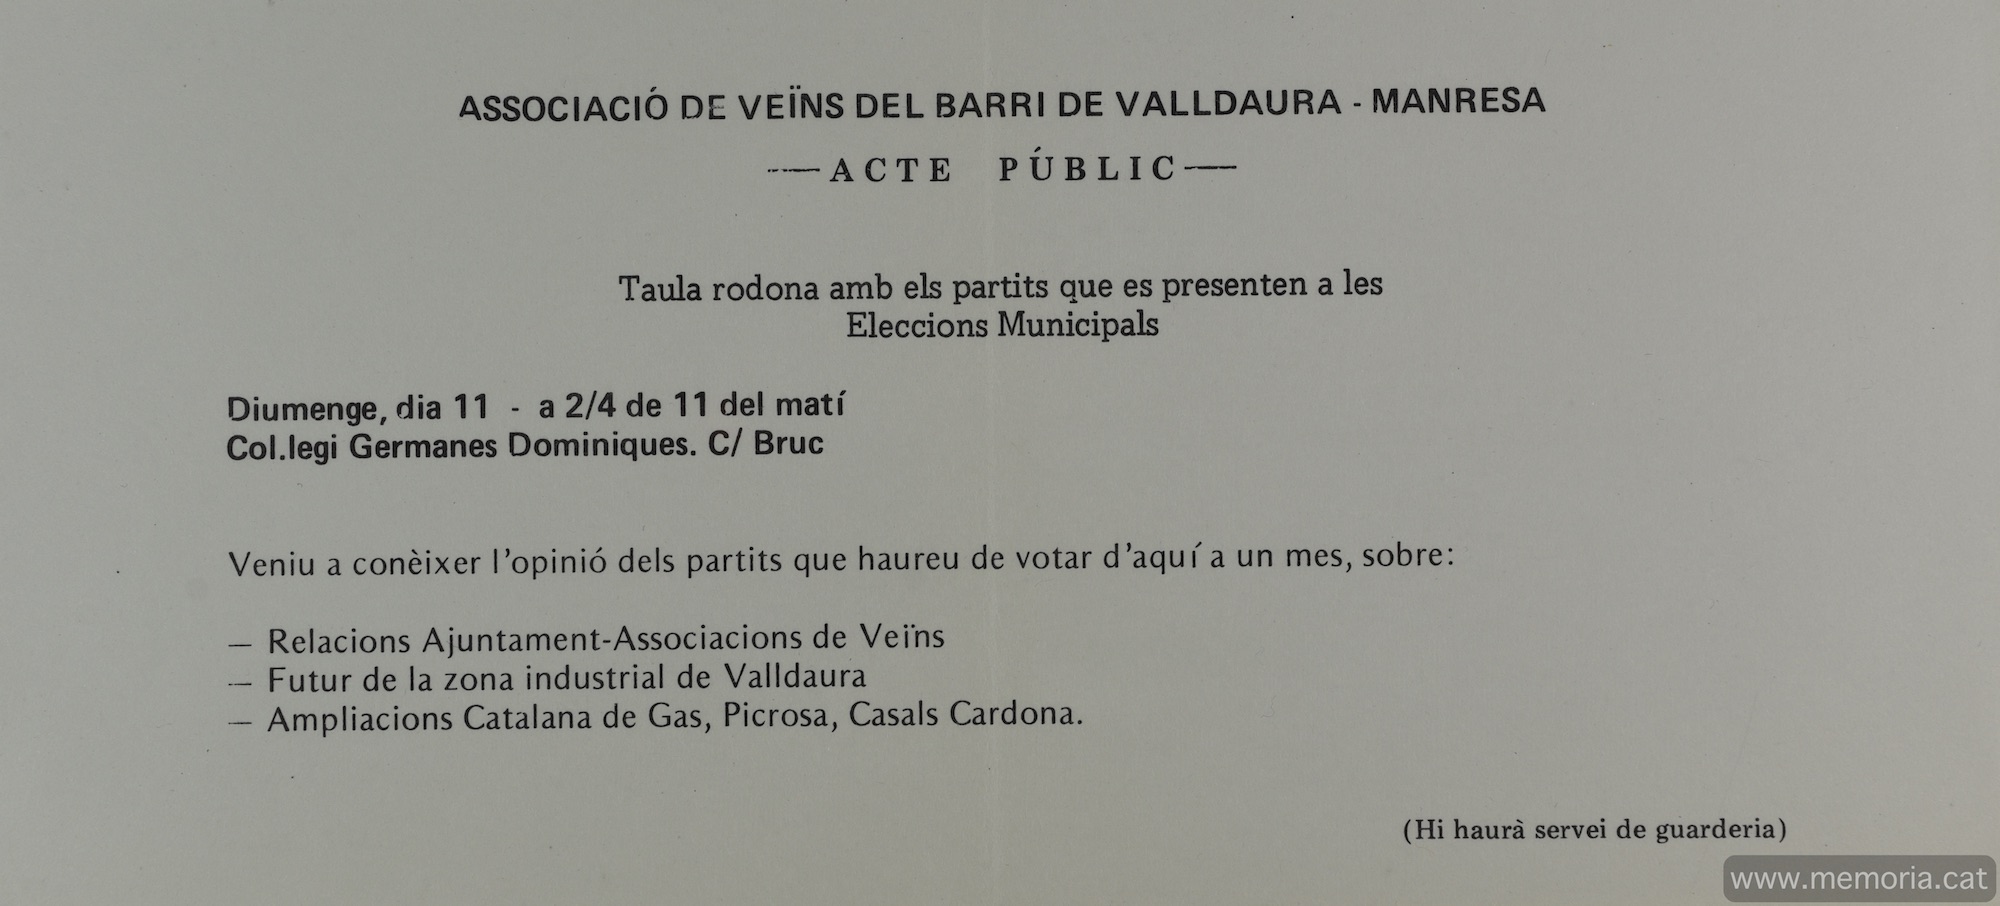 ASSOCIACIÓ DE VEÏNS DEL BARRI DE VALLDAURA - MANRESA
--— ACTE PÚBLIC —
Taula rodona amb els partits que es presenten a les
Eleccions Municipals
Diumenge, dia 11 - a 2/4 de 11 del matí
Col.legi Germanes Dominiques. C/ Bruc
Veniu a conèixer l'opinió dels partits que haureu de votar d'aquí a un mes, sobre:
— Relacions Ajuntament-Associacions de Veïns
— Futur de la zona industrial de Valldaura
— Ampliacions Catalana de Gas, Picrosa, Casals Cardona.
(Hi haurà servei de guarderia)
www.memoria.cat